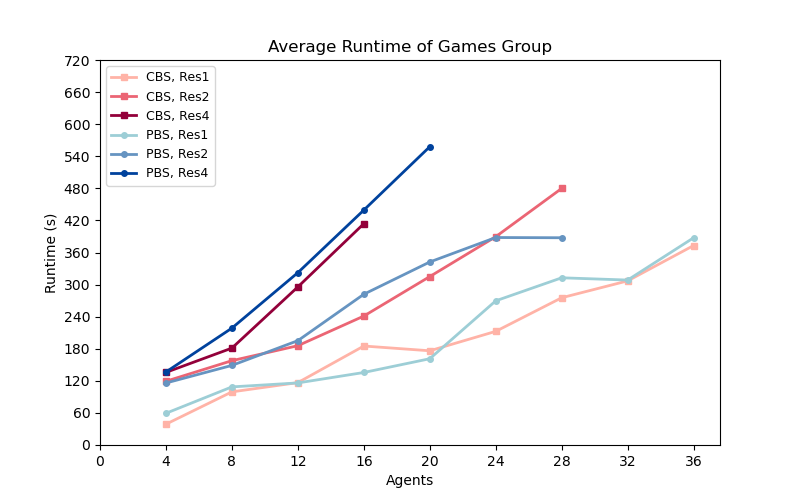 Average Runtime of Games Group
720
660
600
540
480
420
360
300
240
180
120
60
0
Runtime (s)
CBS, Res1
CBS, Res2
CBS, Res4
PBS, Res1
PBS, Res2
PBS, Res4
0 4 8 12 16 20 24 28 32 36
Agents